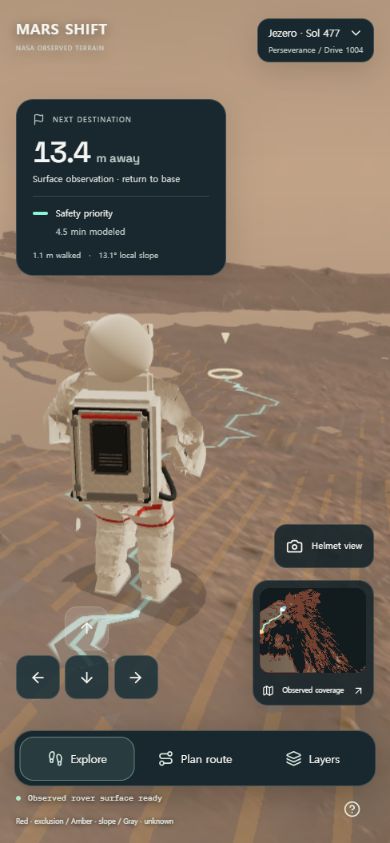 MARS SHIFT
NASA OBSERVED TERRAIN
Jezero · Sol 477
Perseverance / Drive 1004
NEXT DESTINATION
13.4 m away
Surface observation · return to base
Safety priority
4.5 min modeled
1.1 m walked · 13.1° local slope
Helmet view
Observed coverage
Explore
Plan route
Layers
Observed rover surface ready
Red · exclusion / Amber · slope / Gray · unknown